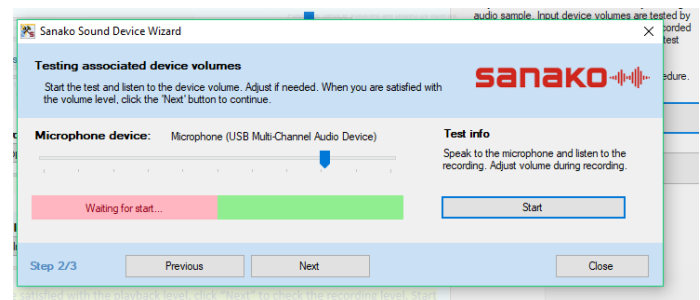 audio sample. Input device volumes are tested by
Sanako Sound Device Wizard
corded
test
Testing associated device volumes
Start the test and listen to the device volume. Adjust if needed. When you are satisfied with
the volume level, click the 'Next' button to continue.
sanako
edure.
Microphone device: Microphone (USB Multi-Channel Audio Device)
Test info
Speak to the microphone and listen to the
recording. Adjust volume during recording.
Waiting for start...
Start
Step 2/3
Previous
Next
Close
e satisfied with the playback level, click "Next" to check the recording level. Start